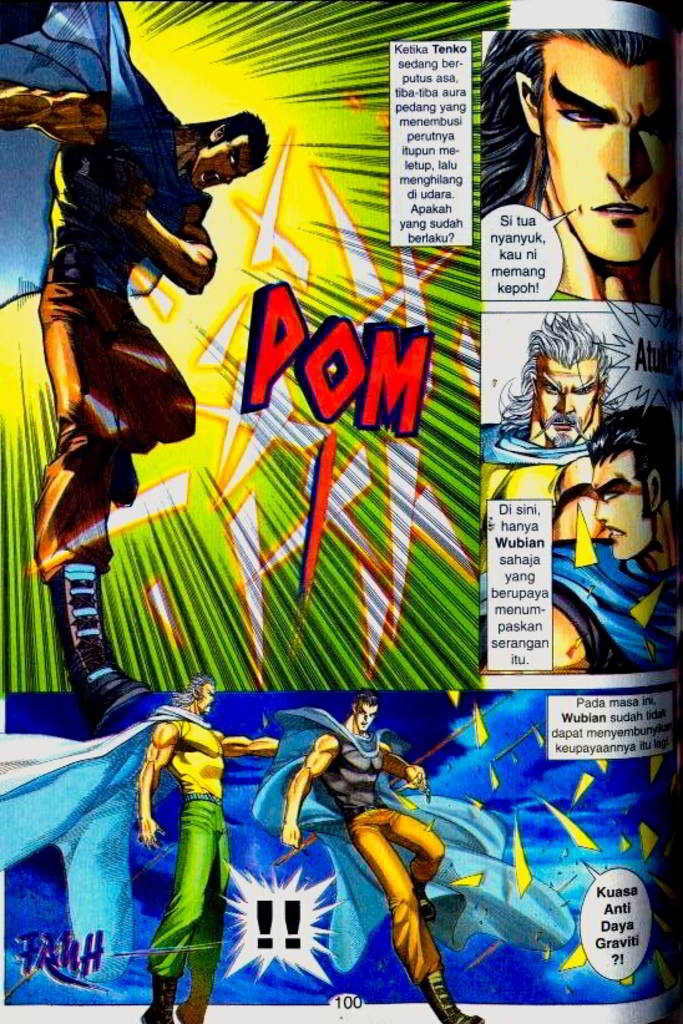 Ketika Tenko
sedang ber-
putus asa,
tiba-tiba aura
pedang yang
menembusi
perutnya
itupun me-
letup, lalu
menghilang
di udara.
Apakah
yang sudah
berlaku?
POM
Si tua
nyanyuk,
kau ni
memang
kepoh!
Atuk!
Di sini,
hanya
Wubian
sahaja
yang
berupaya
menum-
paskan
serangan
itu.
Pada masa ini,
Wubian sudah tidak
dapat menyembunyikan
keupayaannya itu lagi.
!!
Kuasa
Anti
Daya
Graviti
?!
100